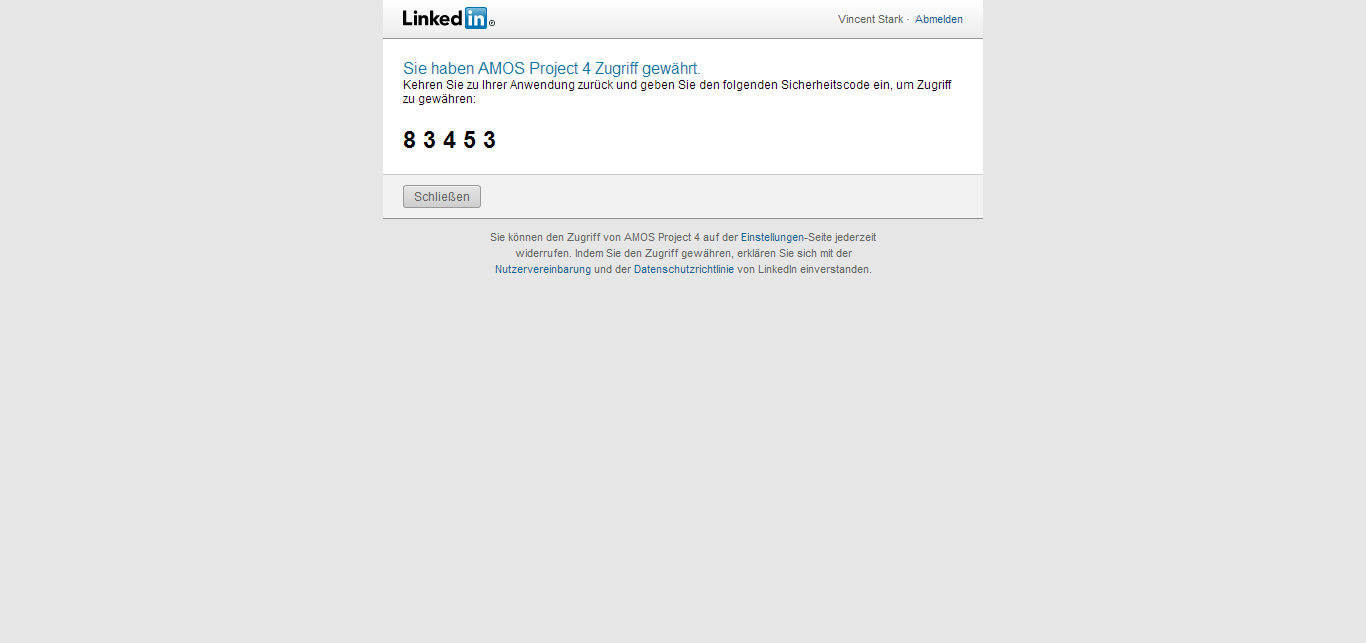 Linked in®
Vincent Stark · Abmelden
Sie haben AMOS Project 4 Zugriff gewährt.
Kehren Sie zu Ihrer Anwendung zurück und geben Sie den folgenden Sicherheitscode ein, um Zugriff
zu gewähren:
8 3 4 5 3
Schließen
Sie können den Zugriff von AMOS Project 4 auf der Einstellungen-Seite jederzeit
widerrufen. Indem Sie den Zugriff gewähren, erklären Sie sich mit der
Nutzervereinbarung und der Datenschutzrichtlinie von LinkedIn einverstanden.